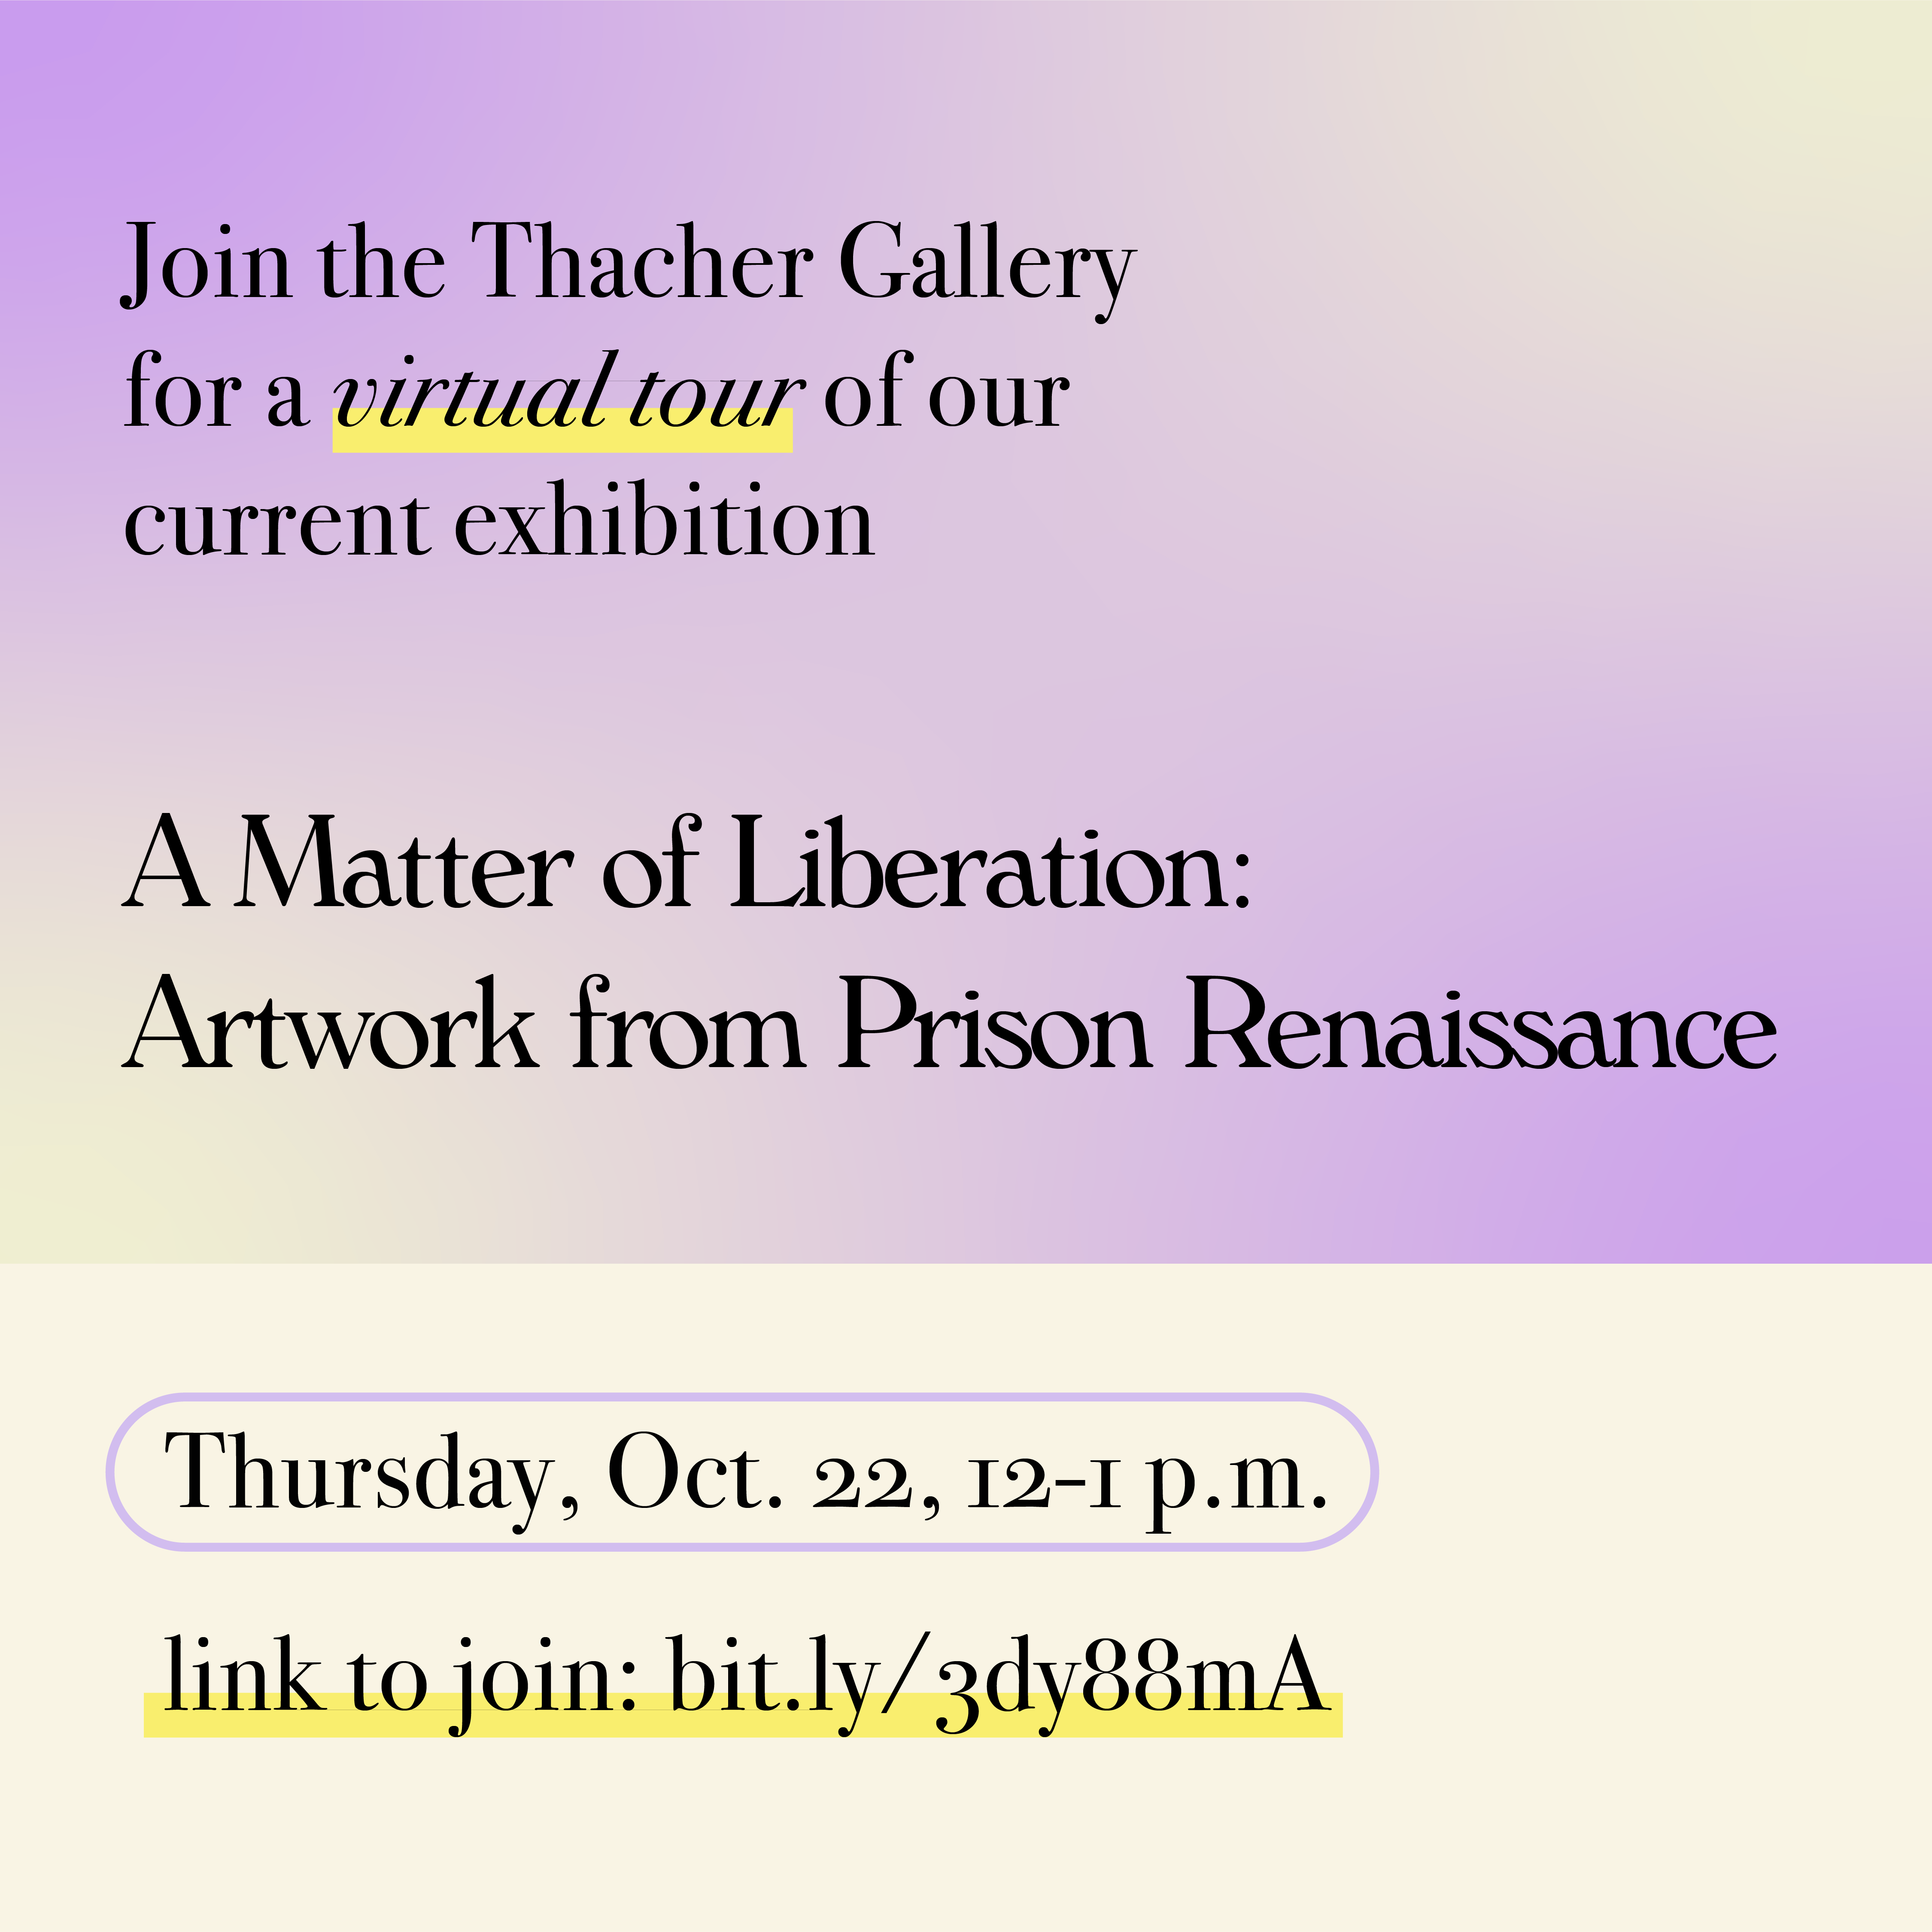 Join the Thacher Gallery
for a virtual tour of our
current exhibition
A Matter of Liberation:
Artwork from Prison Renaissance
Thursday, Oct. 22, 12-1 p.m.
link to join: bit.ly/3dy88mA